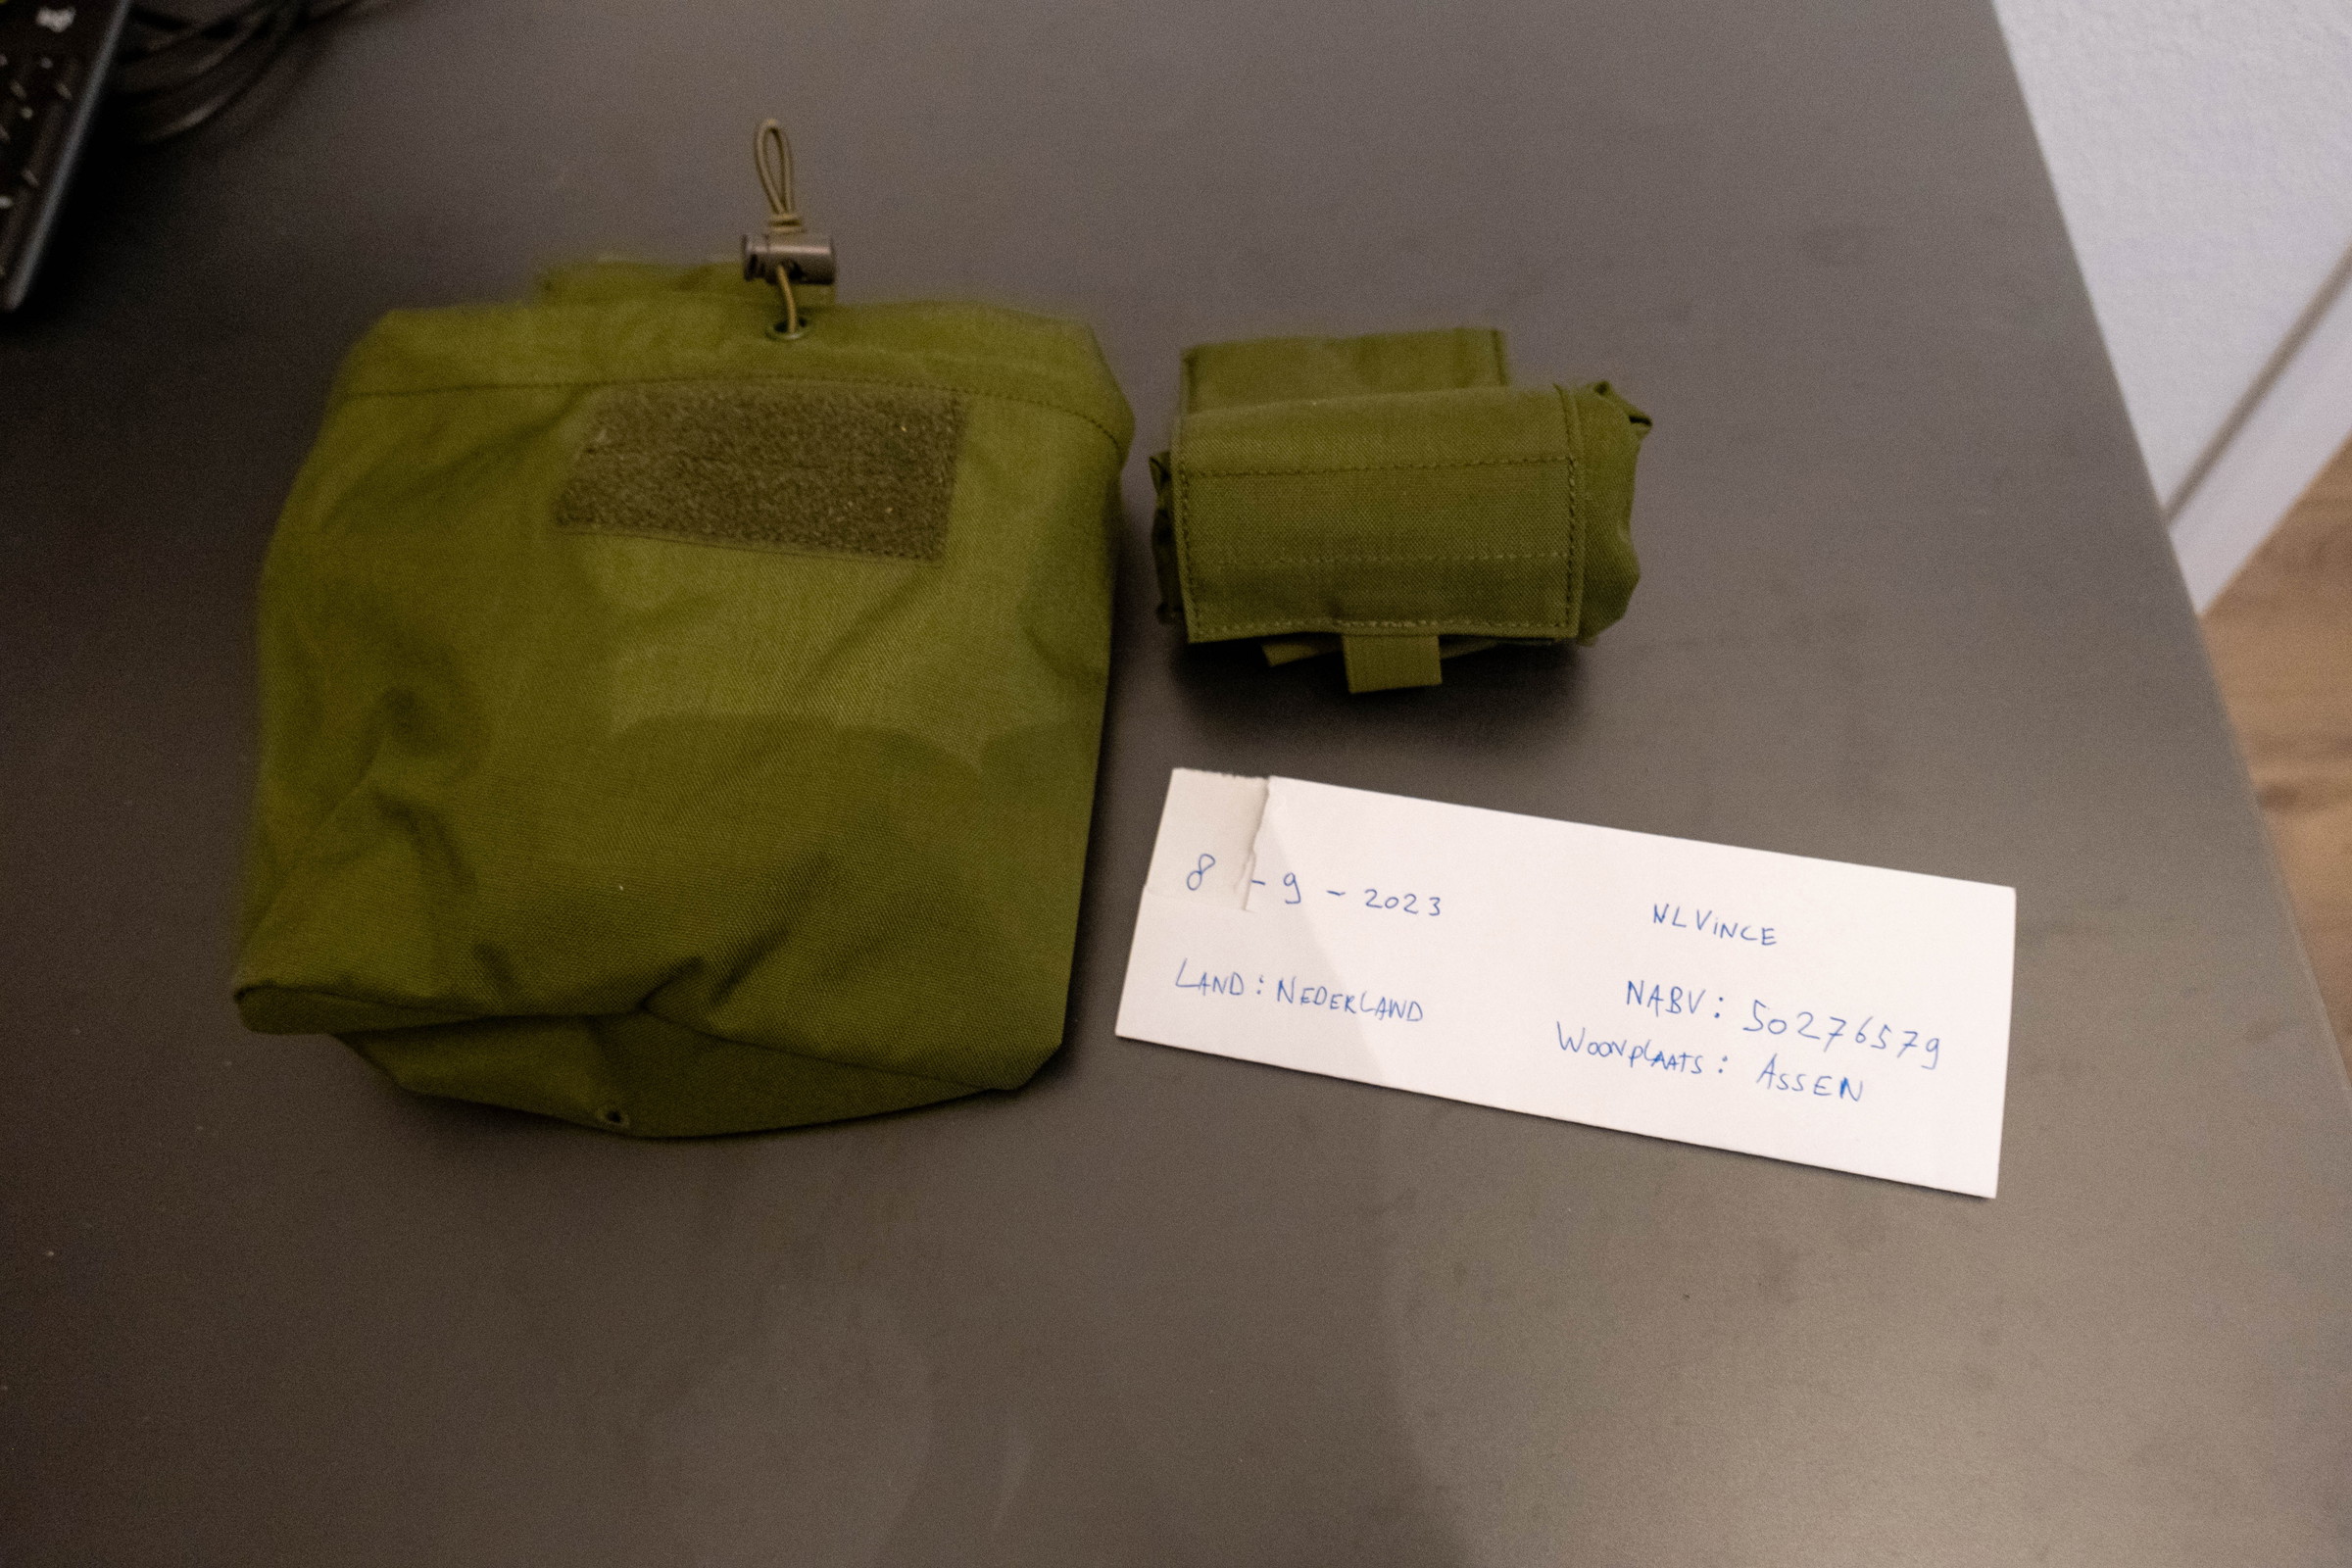 8 - 9 - 2023
NLVINCE
LAND: NEDERLAND
NABV: 50276579
WOONPLAATS: ASSEN